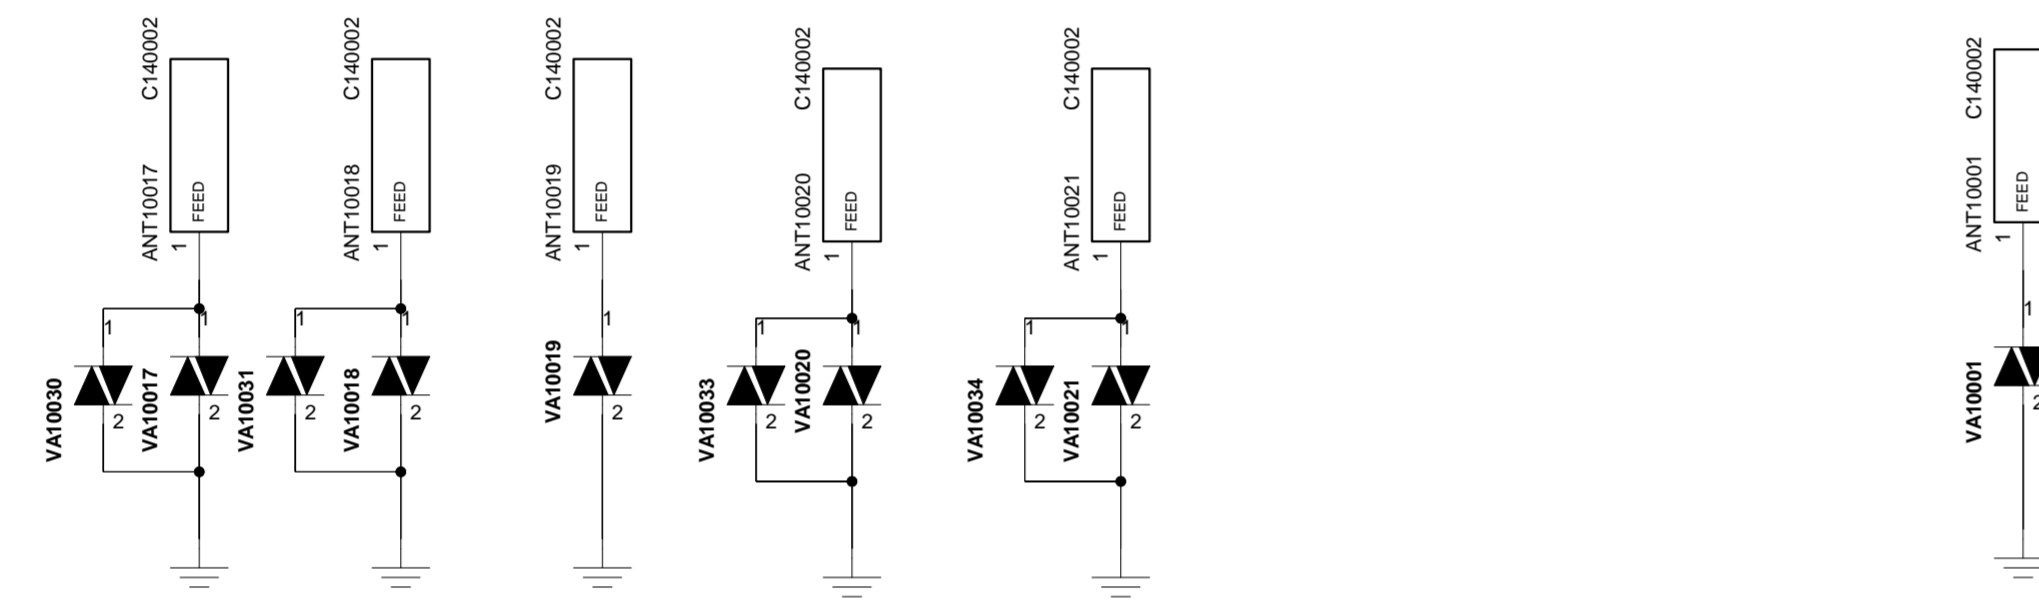 C140002
ANT10017
FEED
1
1
1
VA10030
2
VA10017
2
C140002
ANT10018
FEED
1
1
1
VA10031
2
VA10018
2
C140002
ANT10019
FEED
1
1
VA10019
2
C140002
ANT10020
FEED
1
1
1
VA10033
2
VA10020
2
C140002
ANT10021
FEED
1
1
1
VA10034
2
VA10021
2
C140002
ANT10001
FEED
1
1
VA10001
2